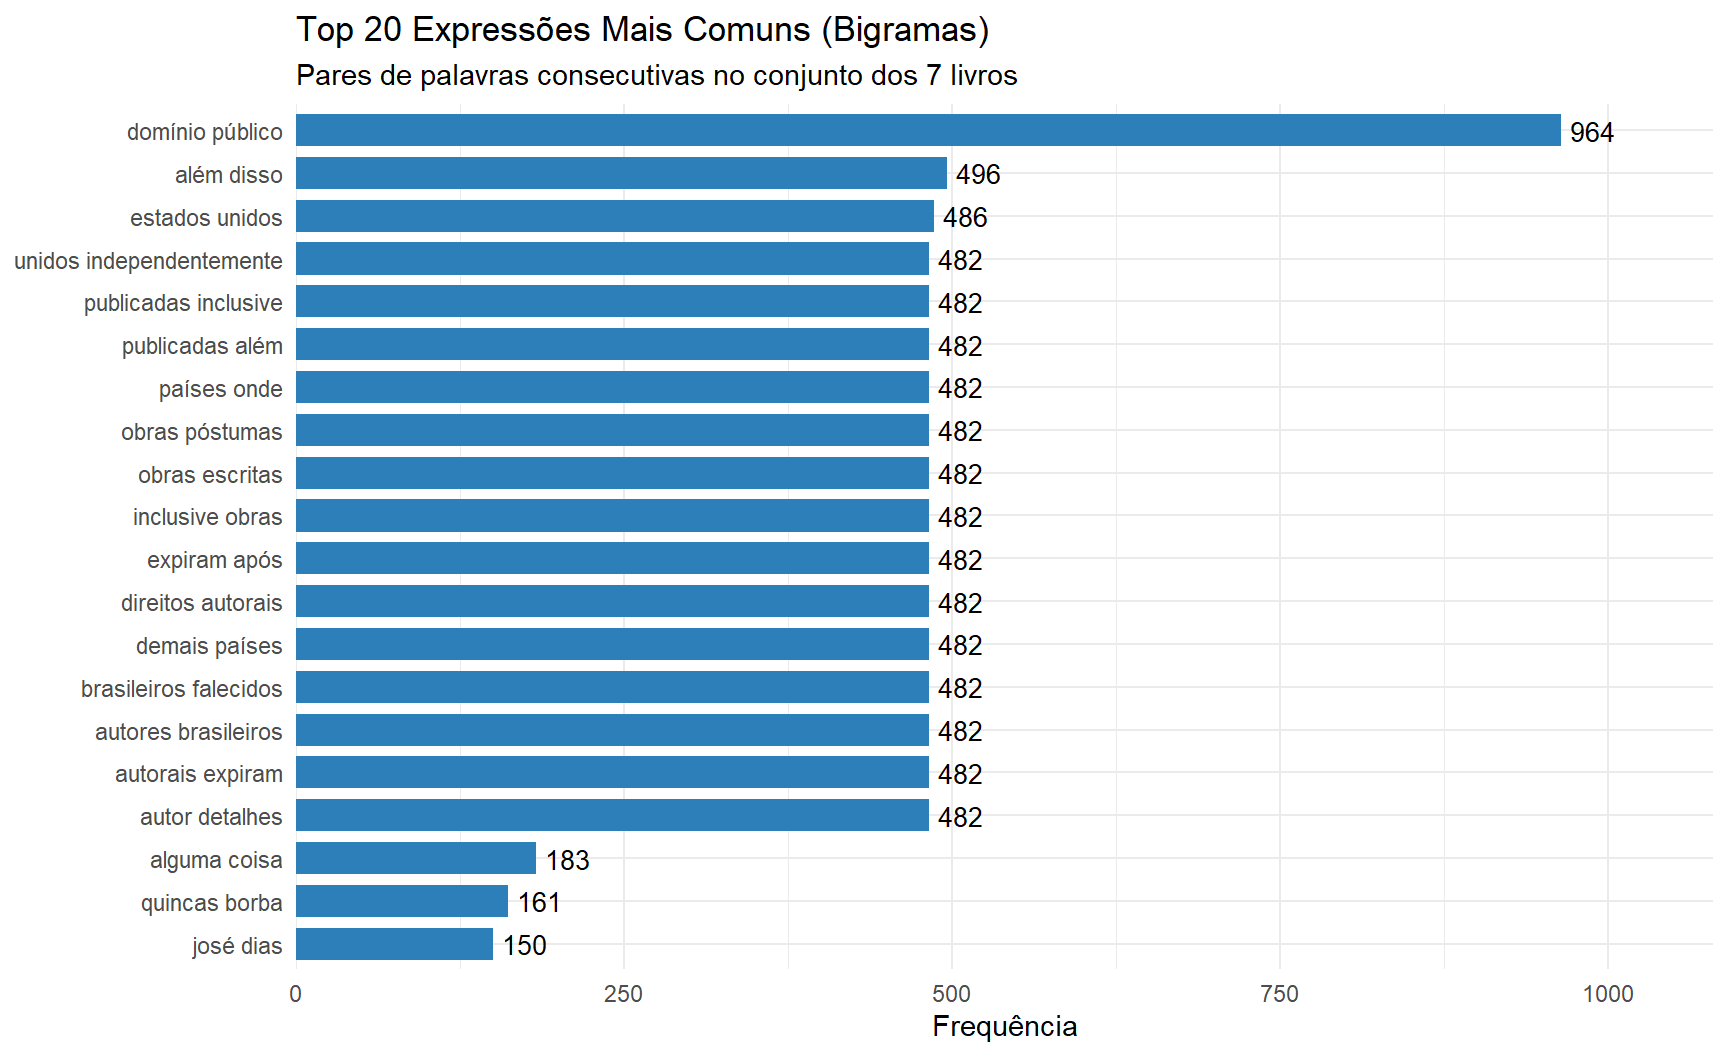 Top 20 Expressões Mais Comuns (Bigramas)
Pares de palavras consecutivas no conjunto dos 7 livros
domínio público 964
além disso 496
estados unidos 486
unidos independentemente 482
publicadas inclusive 482
publicadas além 482
países onde 482
obras póstumas 482
obras escritas 482
inclusive obras 482
expiram após 482
direitos autorais 482
demais países 482
brasileiros falecidos 482
autores brasileiros 482
autorais expiram 482
autor detalhes 482
alguma coisa 183
quincas borba 161
josé dias 150
0 250 500 750 1000
Frequência